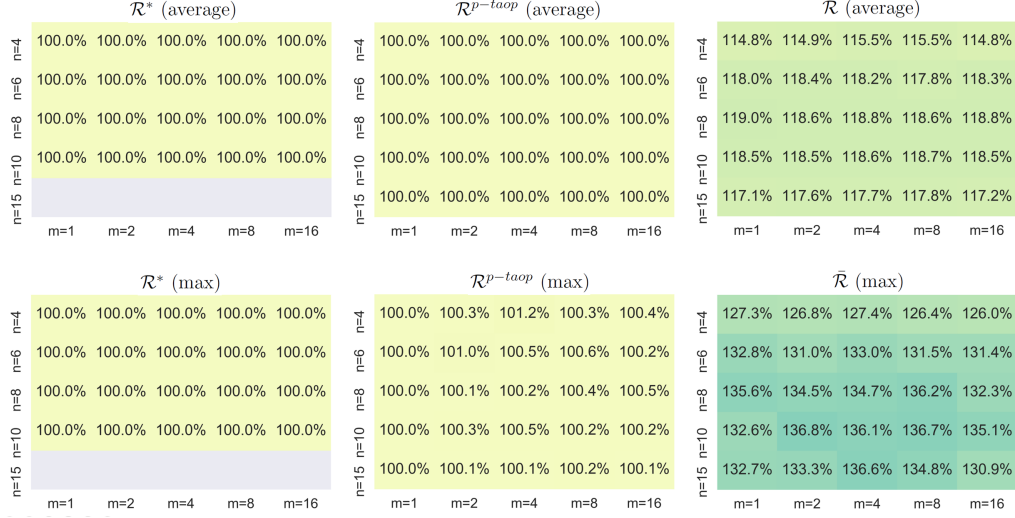 R* (average) R^{p−taop} (average) R (average)
n=4 100.0% 100.0% 100.0% 100.0% 100.0% n=4 100.0% 100.0% 100.0% 100.0% 100.0% n=4 114.8% 114.9% 115.5% 115.5% 114.8%
n=6 100.0% 100.0% 100.0% 100.0% 100.0% n=6 100.0% 100.0% 100.0% 100.0% 100.0% n=6 118.0% 118.4% 118.2% 117.8% 118.3%
n=8 100.0% 100.0% 100.0% 100.0% 100.0% n=8 100.0% 100.0% 100.0% 100.0% 100.0% n=8 119.0% 118.6% 118.8% 118.6% 118.8%
n=10 100.0% 100.0% 100.0% 100.0% 100.0% n=10 100.0% 100.0% 100.0% 100.0% 100.0% n=10 118.5% 118.5% 118.6% 118.7% 118.5%
n=15 n=15 100.0% 100.0% 100.0% 100.0% 100.0% n=15 117.1% 117.6% 117.7% 117.8% 117.2%
m=1 m=2 m=4 m=8 m=16 m=1 m=2 m=4 m=8 m=16 m=1 m=2 m=4 m=8 m=16
R* (max) R^{p−taop} (max) R̄ (max)
n=4 100.0% 100.0% 100.0% 100.0% 100.0% n=4 100.0% 100.3% 101.2% 100.3% 100.4% n=4 127.3% 126.8% 127.4% 126.4% 126.0%
n=6 100.0% 100.0% 100.0% 100.0% 100.0% n=6 100.0% 101.0% 100.5% 100.6% 100.2% n=6 132.8% 131.0% 133.0% 131.5% 131.4%
n=8 100.0% 100.0% 100.0% 100.0% 100.0% n=8 100.0% 100.1% 100.2% 100.4% 100.5% n=8 135.6% 134.5% 134.7% 136.2% 132.3%
n=10 100.0% 100.0% 100.0% 100.0% 100.0% n=10 100.0% 100.3% 100.5% 100.2% 100.2% n=10 132.6% 136.8% 136.1% 136.7% 135.1%
n=15 n=15 100.0% 100.1% 100.1% 100.2% 100.1% n=15 132.7% 133.3% 136.6% 134.8% 130.9%
m=1 m=2 m=4 m=8 m=16 m=1 m=2 m=4 m=8 m=16 m=1 m=2 m=4 m=8 m=16